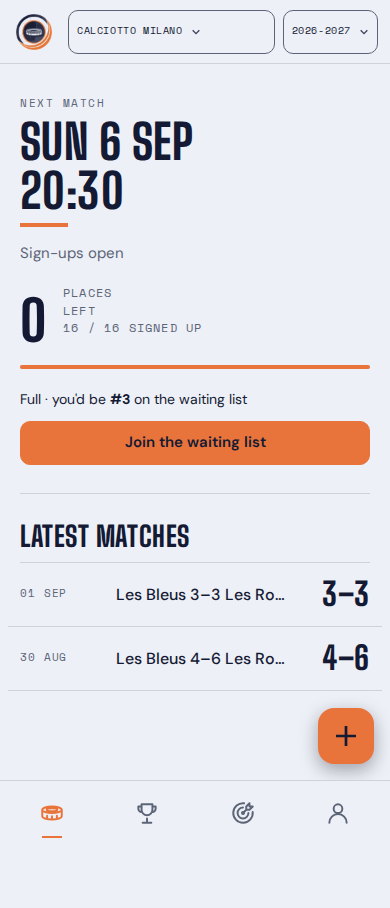 CALCIOTTO MILANO
2026-2027
NEXT MATCH
SUN 6 SEP
20:30
Sign-ups open
0
PLACES
LEFT
16 / 16 SIGNED UP
Full · you'd be #3 on the waiting list
Join the waiting list
LATEST MATCHES
01 SEP
Les Bleus 3–3 Les Ro…
3–3
30 AUG
Les Bleus 4–6 Les Ro…
4–6